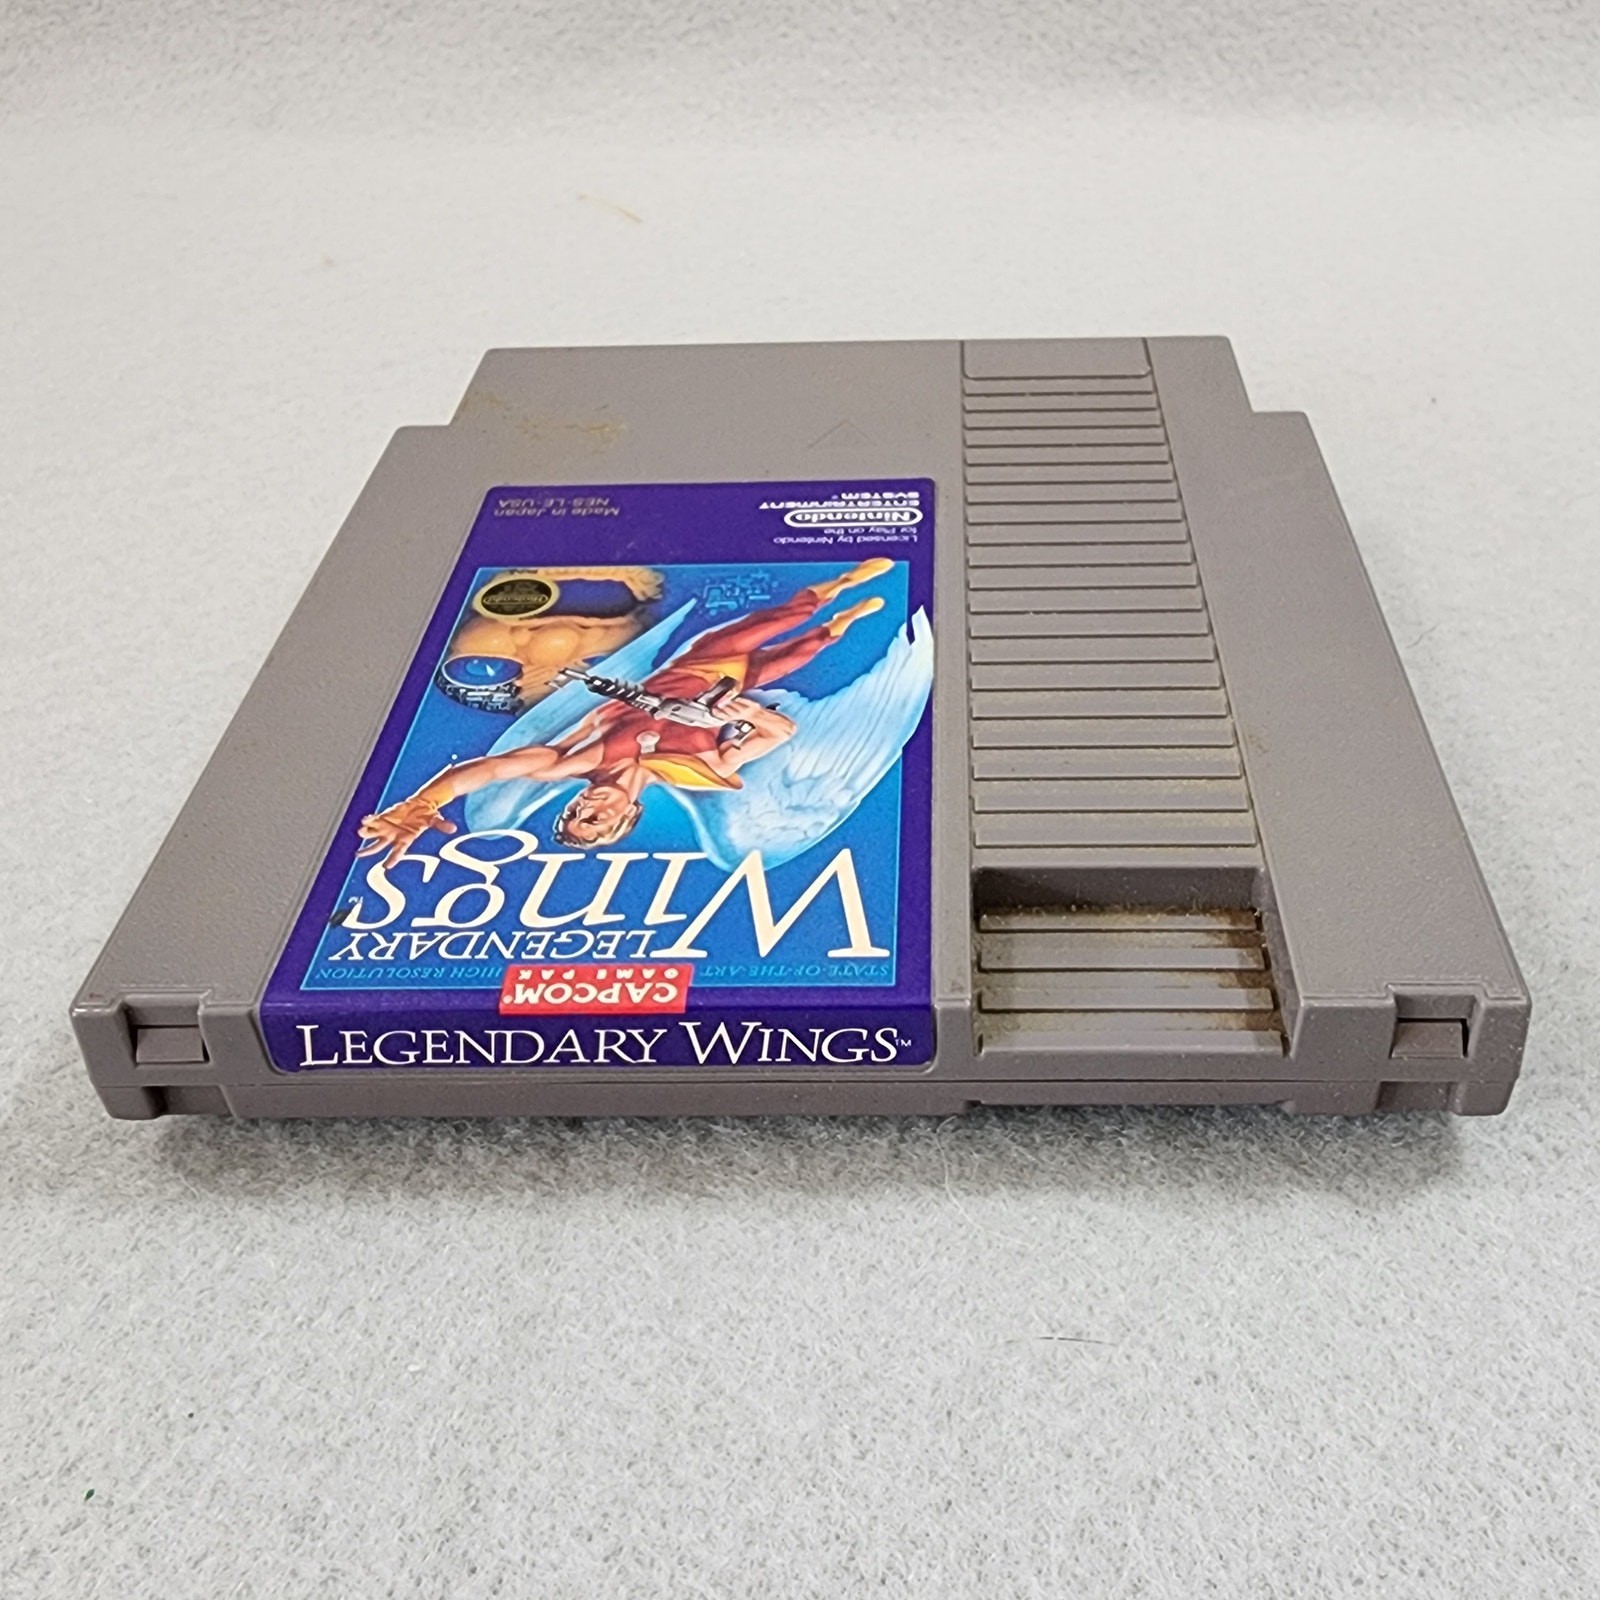 LEGENDARY WINGS™
CAPCOM®
GAME PAK
STATE-OF-THE-ART HIGH RESOLUTION
LEGENDARY
WINGS™
Licensed by Nintendo
for Play on the
Nintendo
ENTERTAINMENT
SYSTEM®
Made in Japan
NES-LE-USA